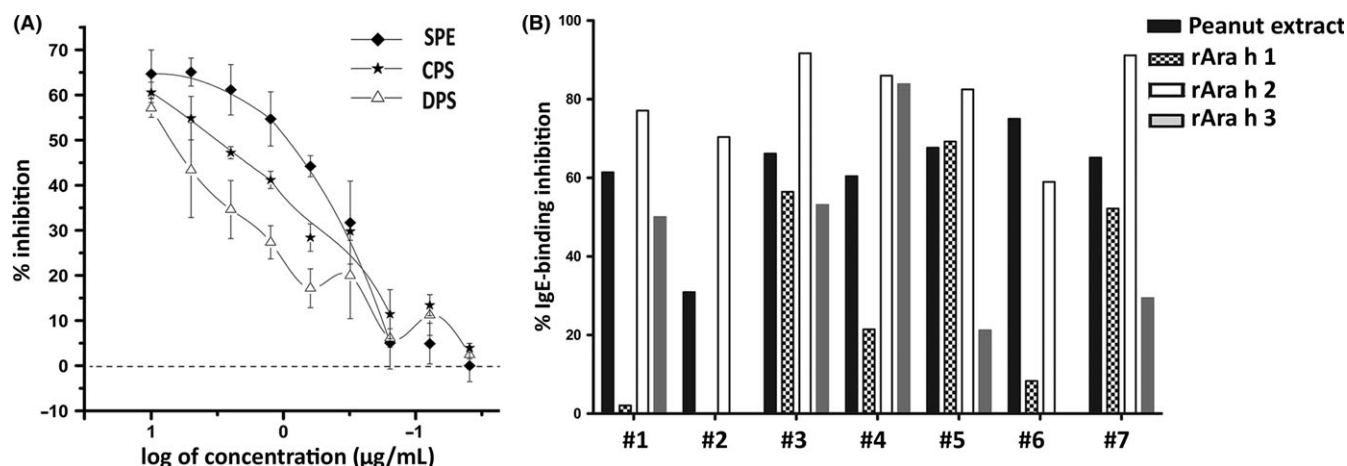 (A)
% inhibition
70
60
50
40
30
20
10
0
–10
1
0
–1
log of concentration (µg/mL)
SPE
CPS
DPS
(B)
% IgE-binding inhibition
100
80
60
40
20
0
#1 #2 #3 #4 #5 #6 #7
Peanut extract
rAra h 1
rAra h 2
rAra h 3